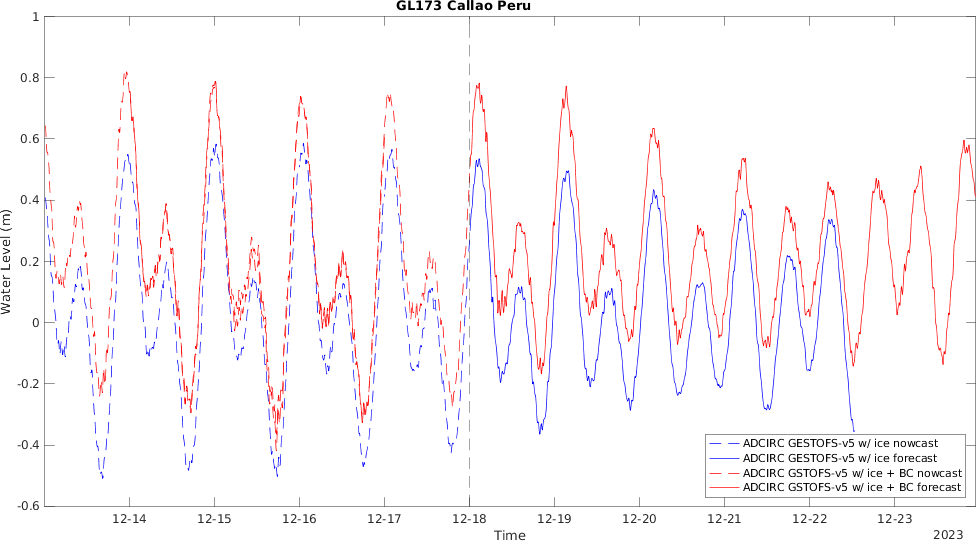 GL173 Callao Peru
1
0.8
0.6
0.4
0.2
0
-0.2
-0.4
-0.6
Water Level (m)
ADCIRC GESTOFS-v5 w/ ice nowcast
ADCIRC GESTOFS-v5 w/ ice forecast
ADCIRC GSTOFS-v5 w/ ice + BC nowcast
ADCIRC GSTOFS-v5 w/ ice + BC forecast
12-14 12-15 12-16 12-17 12-18 12-19 12-20 12-21 12-22 12-23
Time
2023